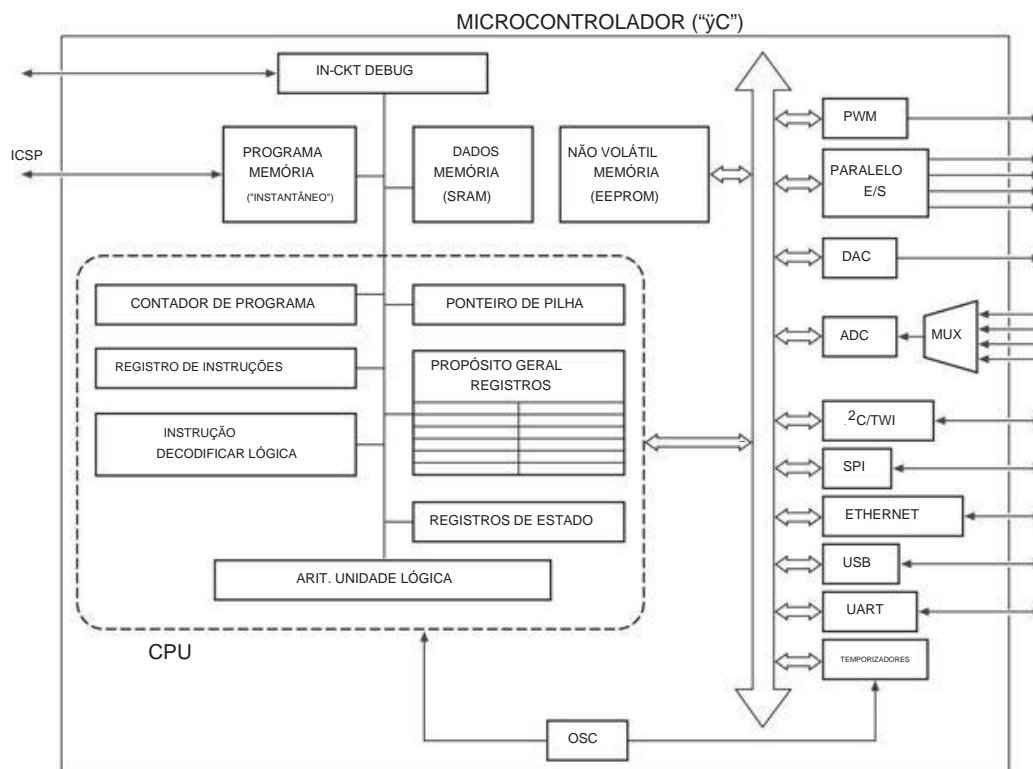 MICROCONTROLADOR ("ÿC")
IN-CKT DEBUG
ICSP
PROGRAMA
MEMÓRIA
("INSTANTÂNEO")
DADOS
MEMÓRIA
(SRAM)
NÃO VOLÁTIL
MEMÓRIA
(EEPROM)
PWM
PARALELO
E/S
DAC
ADC
MUX
CONTADOR DE PROGRAMA
PONTEIRO DE PILHA
REGISTRO DE INSTRUÇÕES
PROPÓSITO GERAL
REGISTROS
INSTRUÇÃO
DECODIFICAR LÓGICA
REGISTROS DE ESTADO
ARIT. UNIDADE LÓGICA
CPU
²C/TWI
SPI
ETHERNET
USB
UART
TEMPORIZADORES
OSC